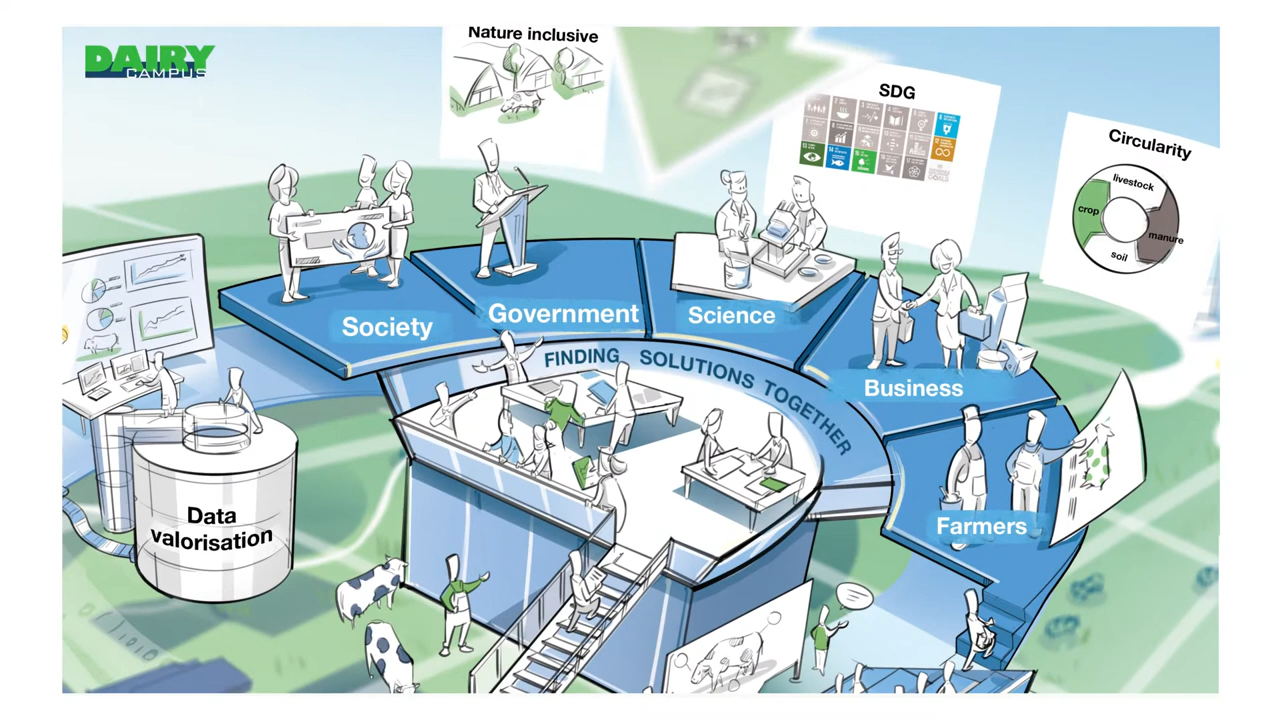 DAIRY
CAMPUS
Nature inclusive
SDG
Circularity
livestock
crop
manure
soil
Society
Government
Science
Business
Farmers
FINDING SOLUTIONS TOGETHER
Data
valorisation